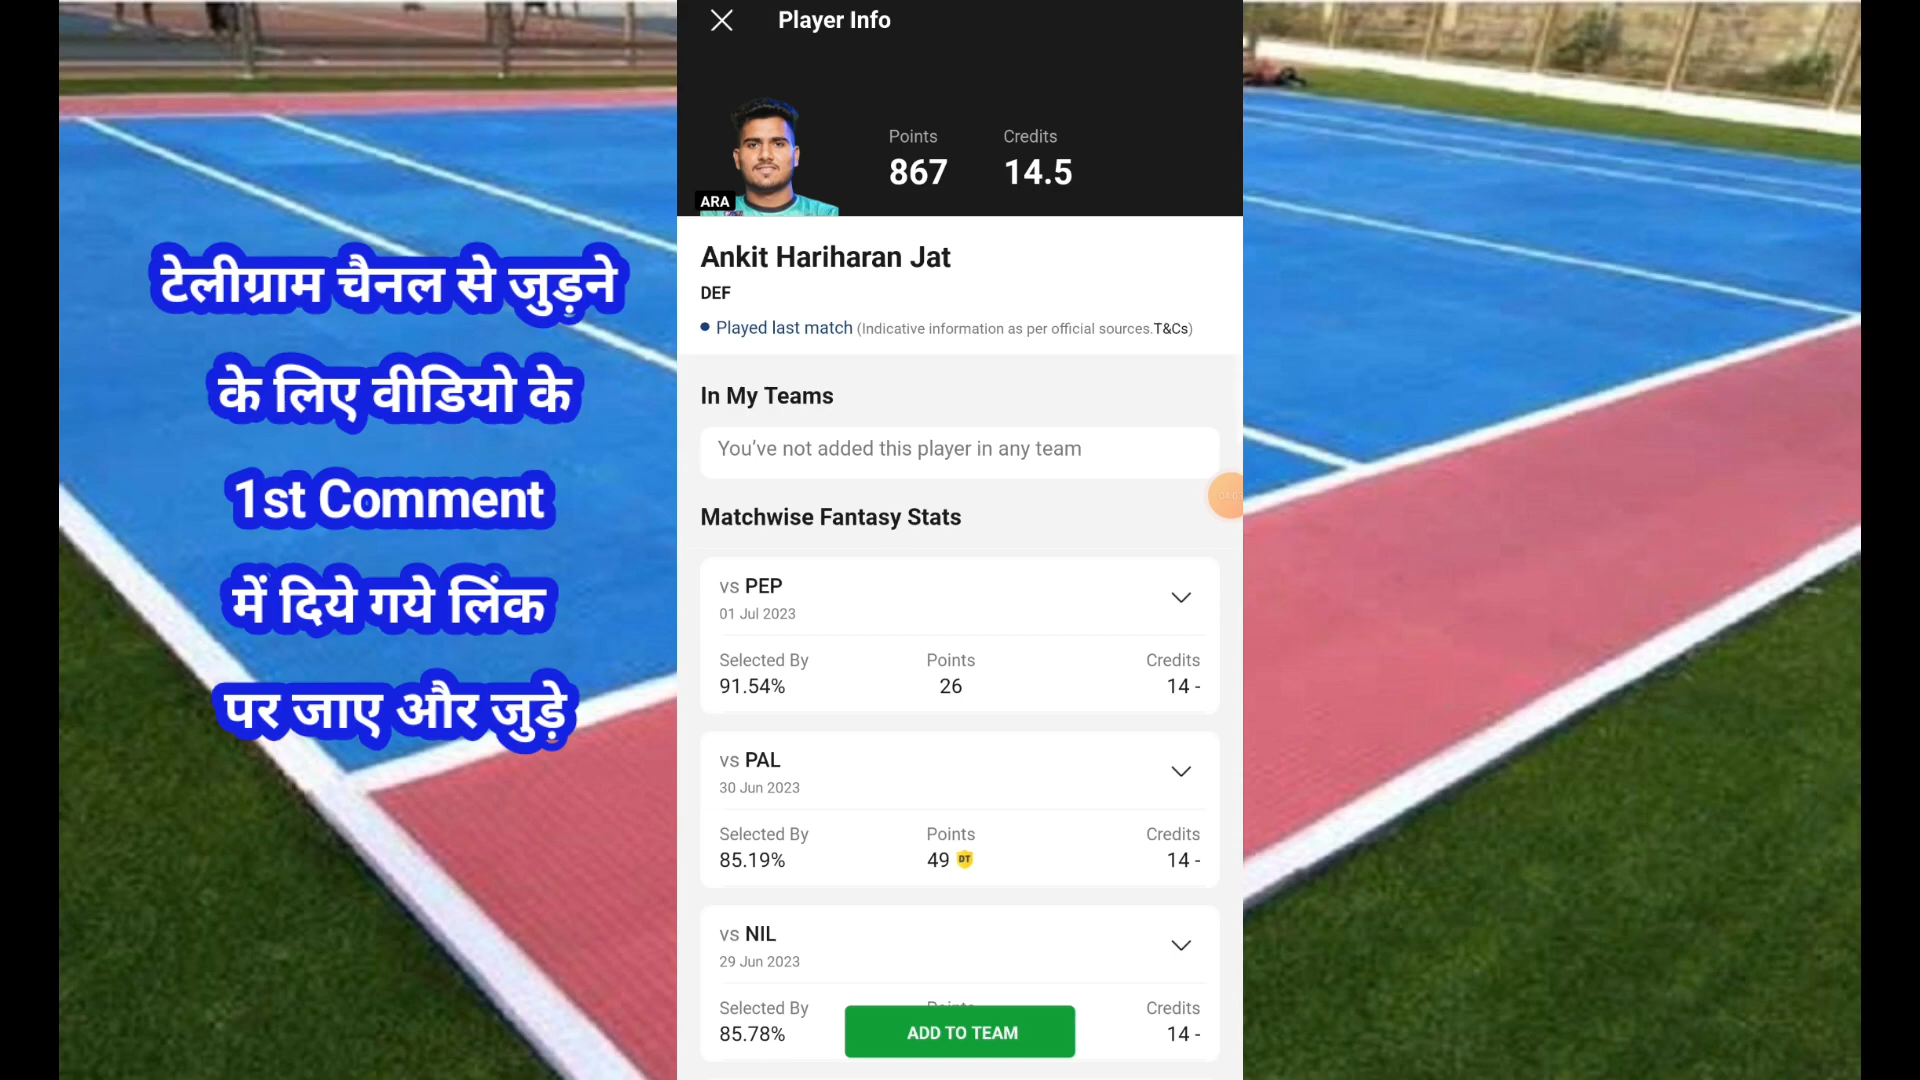 टेलीग्राम चैनल से जुड़ने
के लिए वीडियो के
1st Comment
में दिये गये लिंक
पर जाए और जुड़े
Player Info
Points Credits
867 14.5
ARA
Ankit Hariharan Jat
DEF
Played last match (Indicative information as per official sources.T&Cs)
In My Teams
You've not added this player in any team
Matchwise Fantasy Stats
vs PEP
01 Jul 2023
Selected By Points Credits
91.54% 26 14 -
vs PAL
30 Jun 2023
Selected By Points Credits
85.19% 49 DT 14 -
vs NIL
29 Jun 2023
Selected By Points Credits
85.78% 14 -
ADD TO TEAM